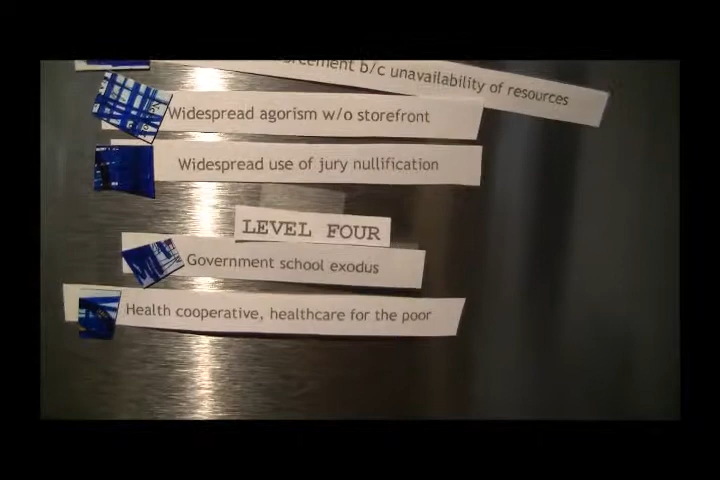 b/c unavailability of resources
Widespread agorism w/o storefront
Widespread use of jury nullification
LEVEL FOUR
Government school exodus
Health cooperative, healthcare for the poor